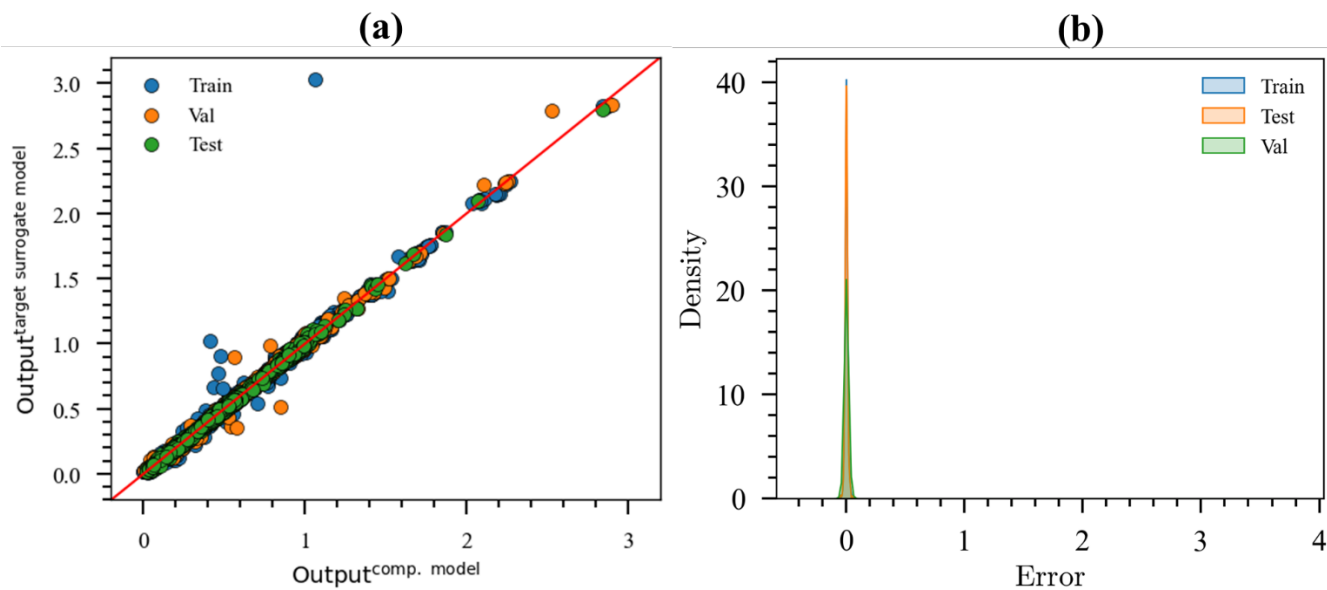 (a)
Train
Val
Test
3.0
2.5
2.0
1.5
1.0
0.5
0.0
0
1
2
3
Output^target surrogate model
Output^comp. model
(b)
Train
Test
Val
40
30
20
10
0
0
1
2
3
4
Density
Error